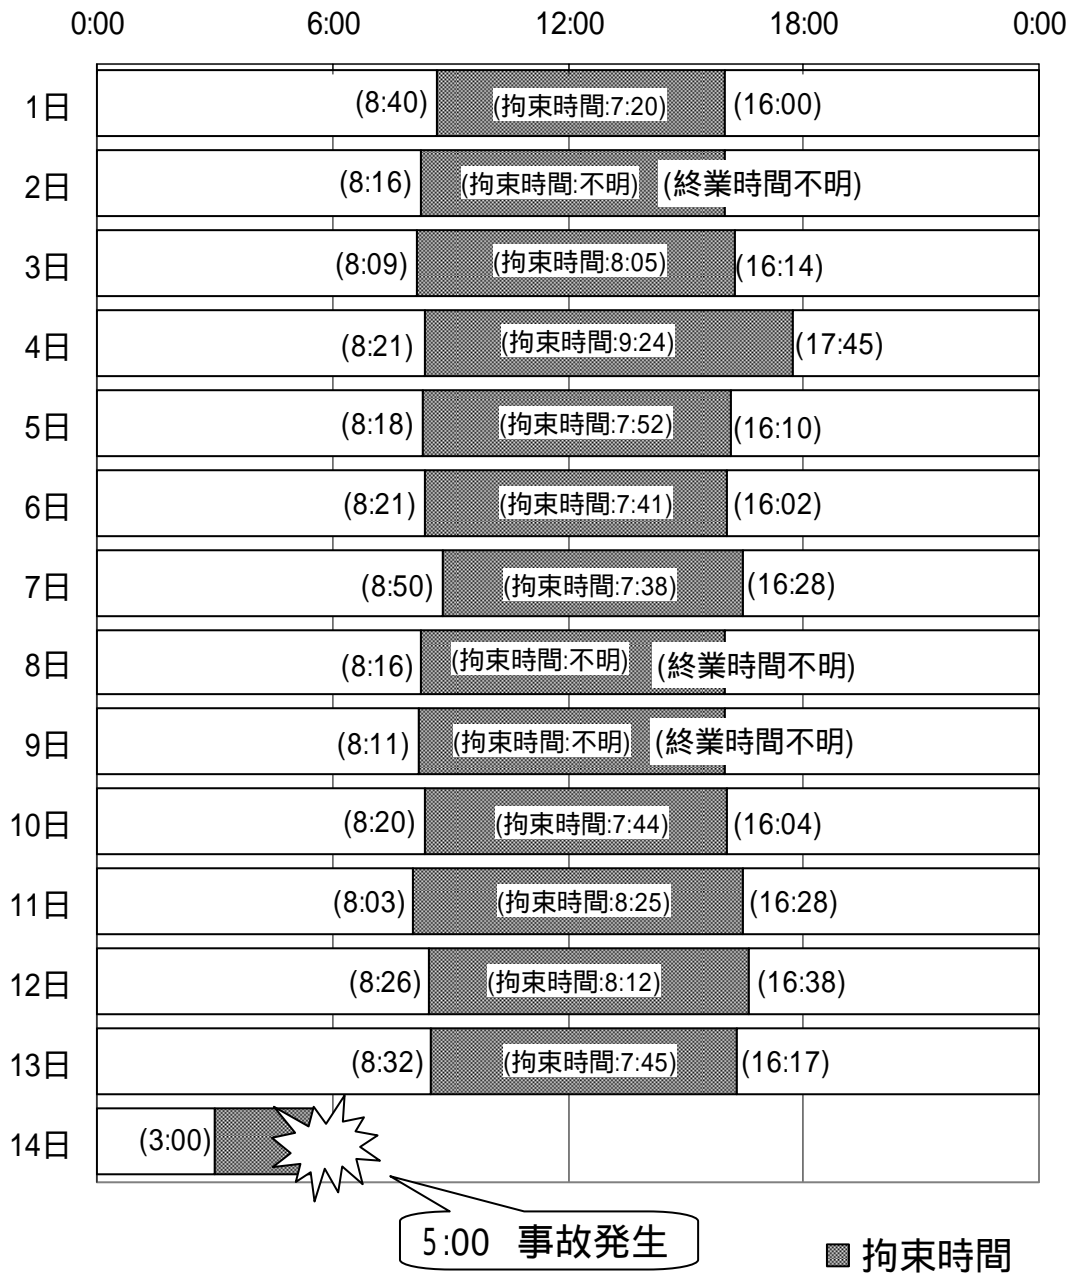 0:00 6:00 12:00 18:00 0:00
1日 (8:40) (拘束時間:7:20) (16:00)
2日 (8:16) (拘束時間:不明) (終業時間不明)
3日 (8:09) (拘束時間:8:05) (16:14)
4日 (8:21) (拘束時間:9:24) (17:45)
5日 (8:18) (拘束時間:7:52) (16:10)
6日 (8:21) (拘束時間:7:41) (16:02)
7日 (8:50) (拘束時間:7:38) (16:28)
8日 (8:16) (拘束時間:不明) (終業時間不明)
9日 (8:11) (拘束時間:不明) (終業時間不明)
10日 (8:20) (拘束時間:7:44) (16:04)
11日 (8:03) (拘束時間:8:25) (16:28)
12日 (8:26) (拘束時間:8:12) (16:38)
13日 (8:32) (拘束時間:7:45) (16:17)
14日 (3:00)
5:00 事故発生
拘束時間